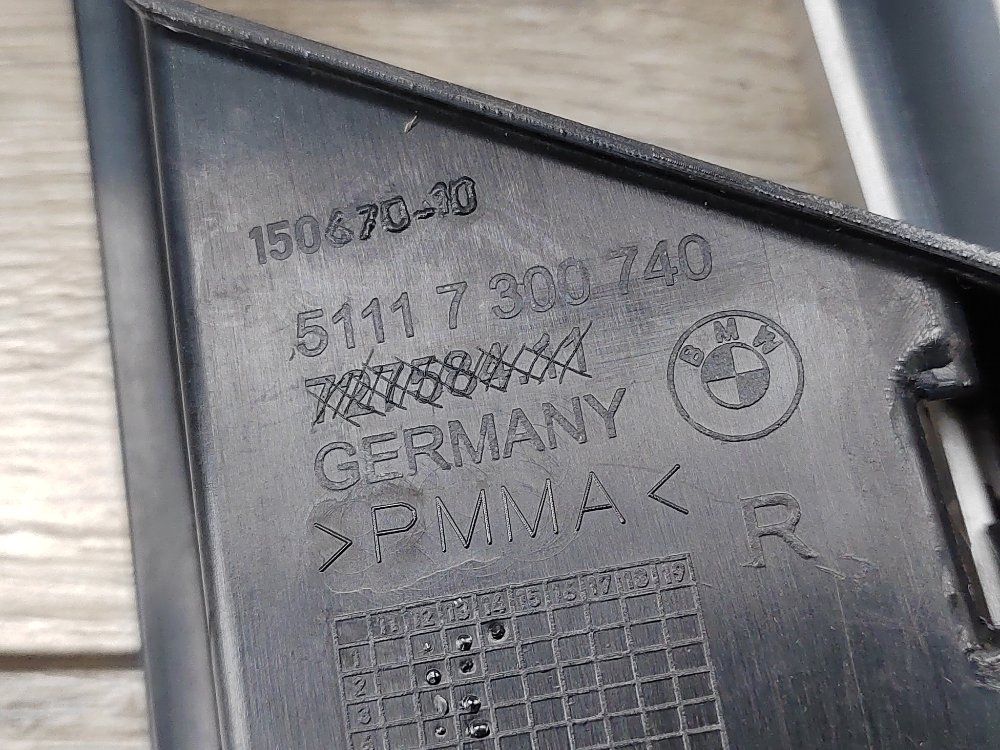 150670-10
5111 7 300 740
GERMANY
>PMMA<
BMW
R
11 12 13 14 15 16 17 18 19
1
2
3